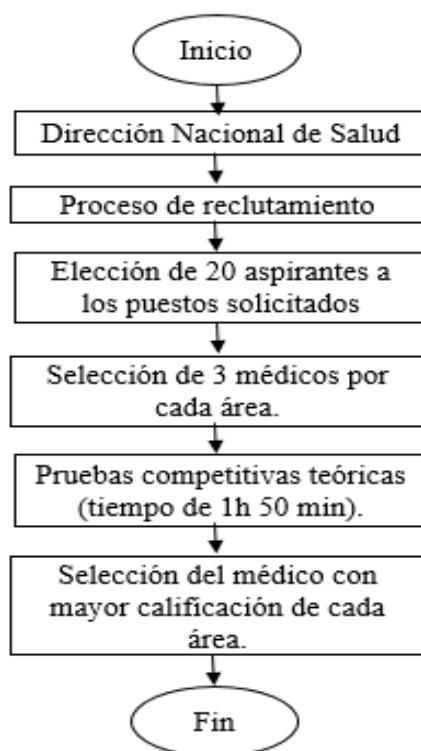 Inicio
Dirección Nacional de Salud
Proceso de reclutamiento
Elección de 20 aspirantes a
los puestos solicitados
Selección de 3 médicos por
cada área.
Pruebas competitivas teóricas
(tiempo de 1h 50 min).
Selección del médico con
mayor calificación de cada
área.
Fin